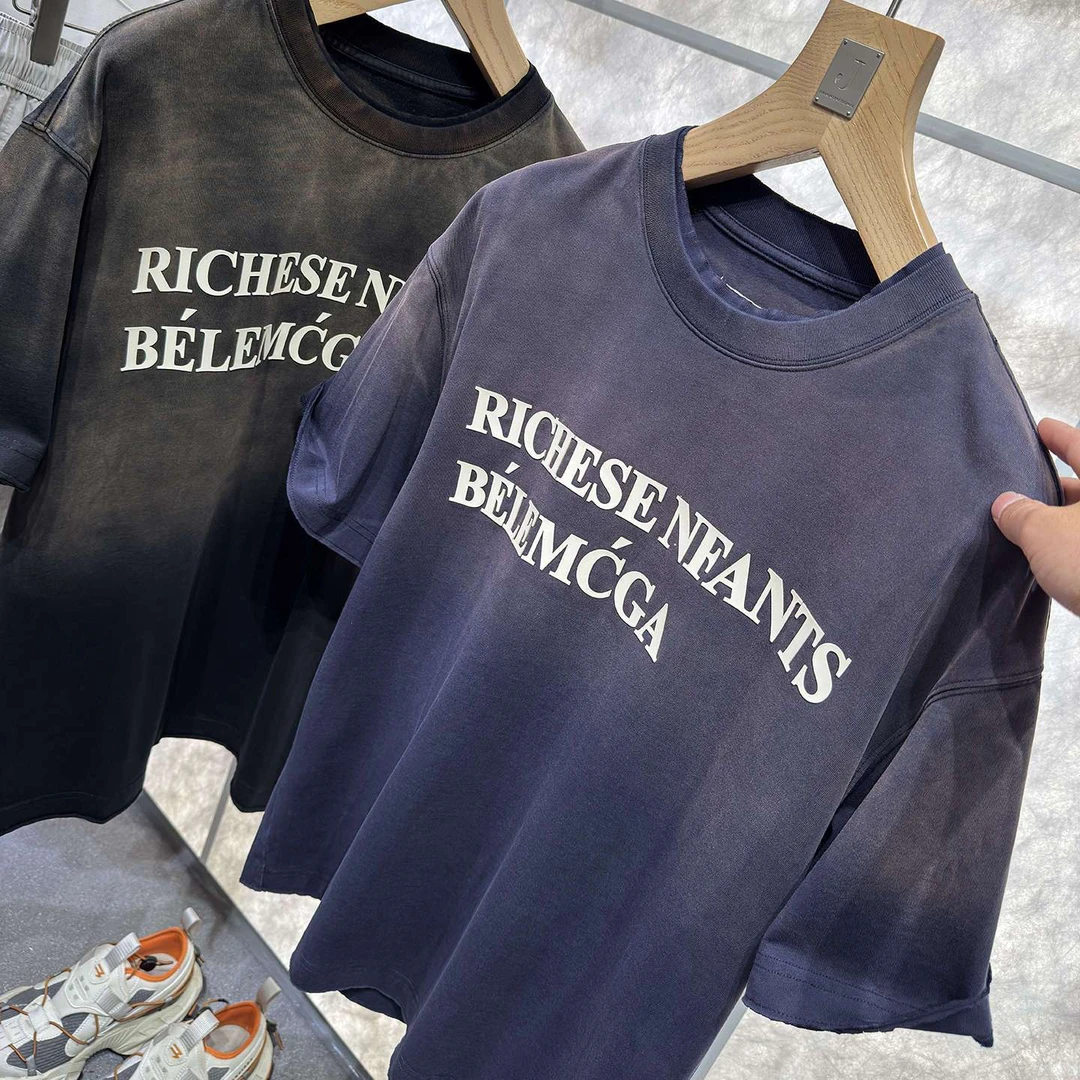 RICHESE N
BÉLEMĆG
RICHESE NFANTS
BÉLEMĆGA
J